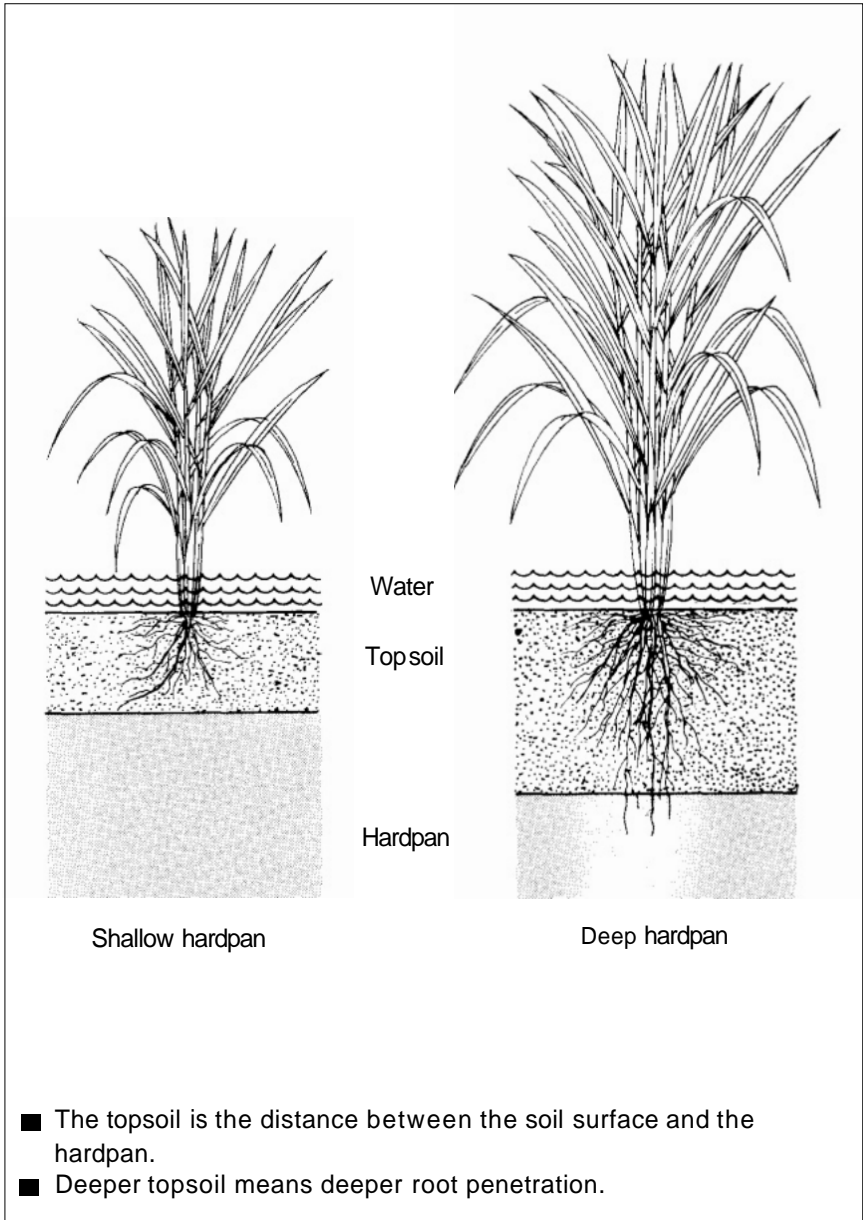 Water
Topsoil
Hardpan
Shallow hardpan
Deep hardpan
■ The topsoil is the distance between the soil surface and the
hardpan.
■ Deeper topsoil means deeper root penetration.